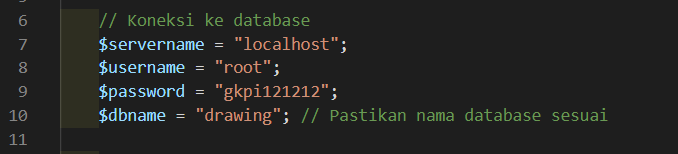 6 // Koneksi ke database
7 $servername = "localhost";
8 $username = "root";
9 $password = "gkpi121212";
10 $dbname = "drawing"; // Pastikan nama database sesuai
11